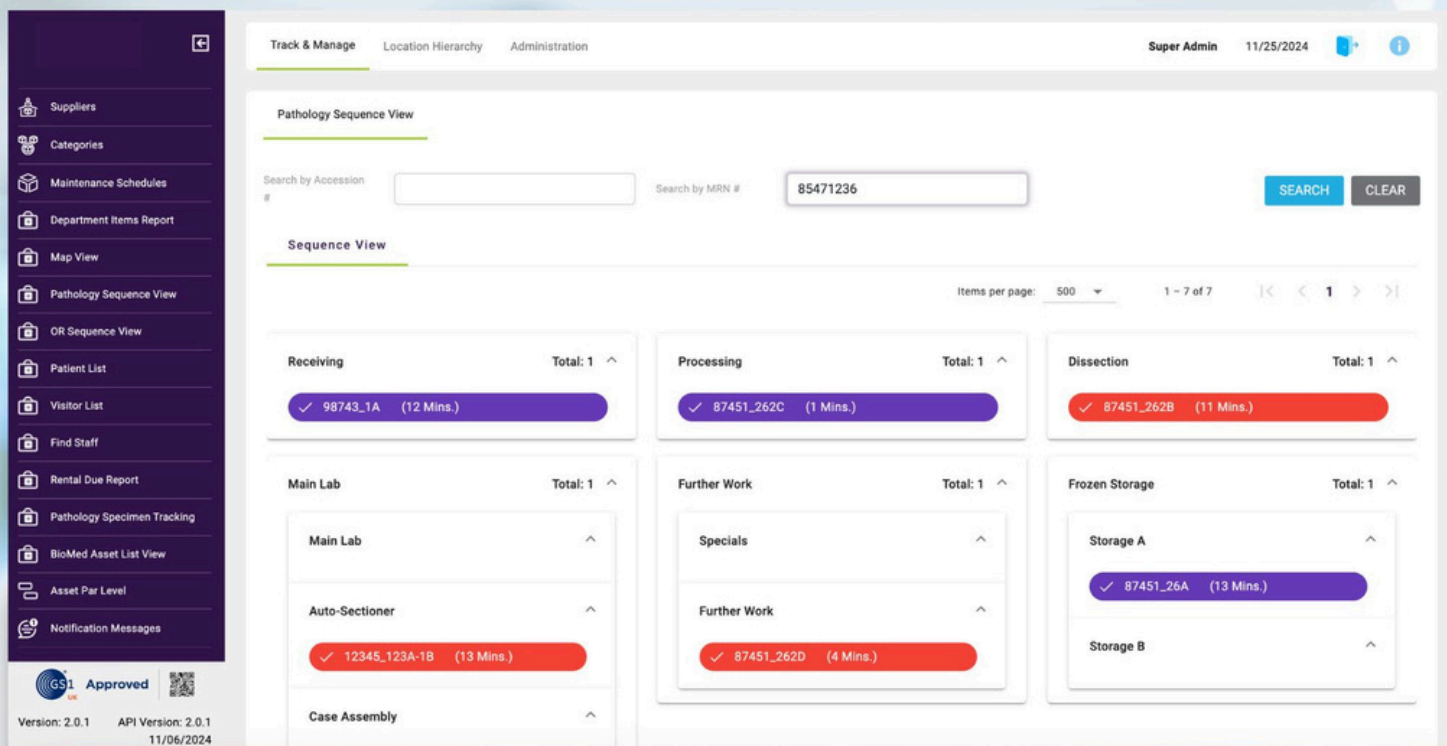 Track & Manage
Location Hierarchy
Administration
Super Admin
11/25/2024
Suppliers
Categories
Maintenance Schedules
Department Items Report
Map View
Pathology Sequence View
OR Sequence View
Patient List
Visitor List
Find Staff
Rental Due Report
Pathology Specimen Tracking
BioMed Asset List View
Asset Par Level
Notification Messages
GS1 UK Approved
Version: 2.0.1 API Version: 2.0.1
11/06/2024
Pathology Sequence View
Search by Accession
#
Search by MRN #
85471236
SEARCH
CLEAR
Sequence View
Items per page: 500 1 – 7 of 7 1
Receiving Total: 1
98743_1A (12 Mins.)
Processing Total: 1
87451_262C (1 Mins.)
Dissection Total: 1
87451_262B (11 Mins.)
Main Lab Total: 1
Main Lab
Auto-Sectioner
12345_123A-1B (13 Mins.)
Case Assembly
Further Work Total: 1
Specials
Further Work
87451_262D (4 Mins.)
Frozen Storage Total: 1
Storage A
87451_26A (13 Mins.)
Storage B